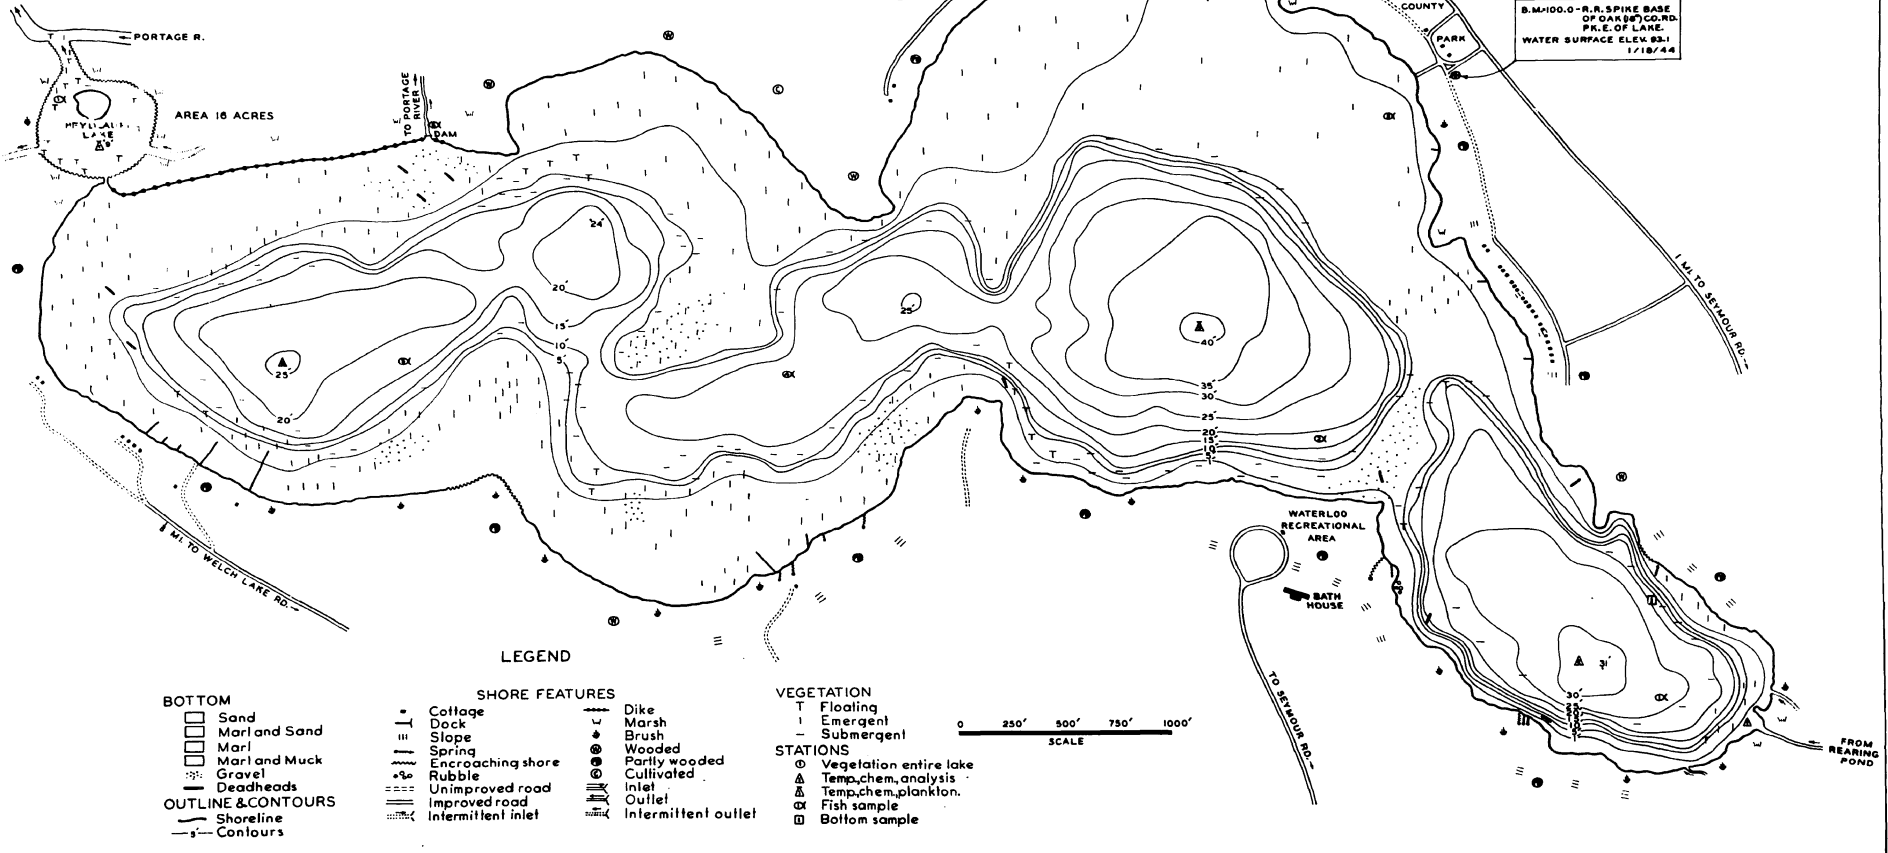 PORTAGE R.
AREA 16 ACRES
LAKE
9'
TO PORTAGE
RIVER
DAM
COUNTY
PARK
B.M.=100.0 - R.R. SPIKE BASE
OF OAK (18") CO. RD.
PK. E. OF LAKE.
WATER SURFACE ELEV. 93.1
1/18/44
1 MI. TO SEYMOUR RD.
24'
20'
15'
10'
5'
25'
20'
25'
40'
35'
30'
25'
20'
15'
10'
5'
1 MI. TO WELCH LAKE RD.
WATERLOO
RECREATIONAL
AREA
BATH
HOUSE
TO SEYMOUR RD.
31'
30'
25'
20'
15'
10'
5'
FROM
REARING
POND
LEGEND
BOTTOM
Sand
Marl and Sand
Marl
Marl and Muck
Gravel
Deadheads
OUTLINE & CONTOURS
Shoreline
5' Contours
SHORE FEATURES
Cottage
Dock
Slope
Spring
Encroaching shore
Rubble
Unimproved road
Improved road
Intermittent inlet
Dike
Marsh
Brush
Wooded
Partly wooded
Cultivated
Inlet
Outlet
Intermittent outlet
VEGETATION
T Floating
I Emergent
– Submergent
STATIONS
Vegetation entire lake
Temp., chem., analysis
Temp., chem., plankton.
Fish sample
Bottom sample
0 250' 500' 750' 1000'
SCALE